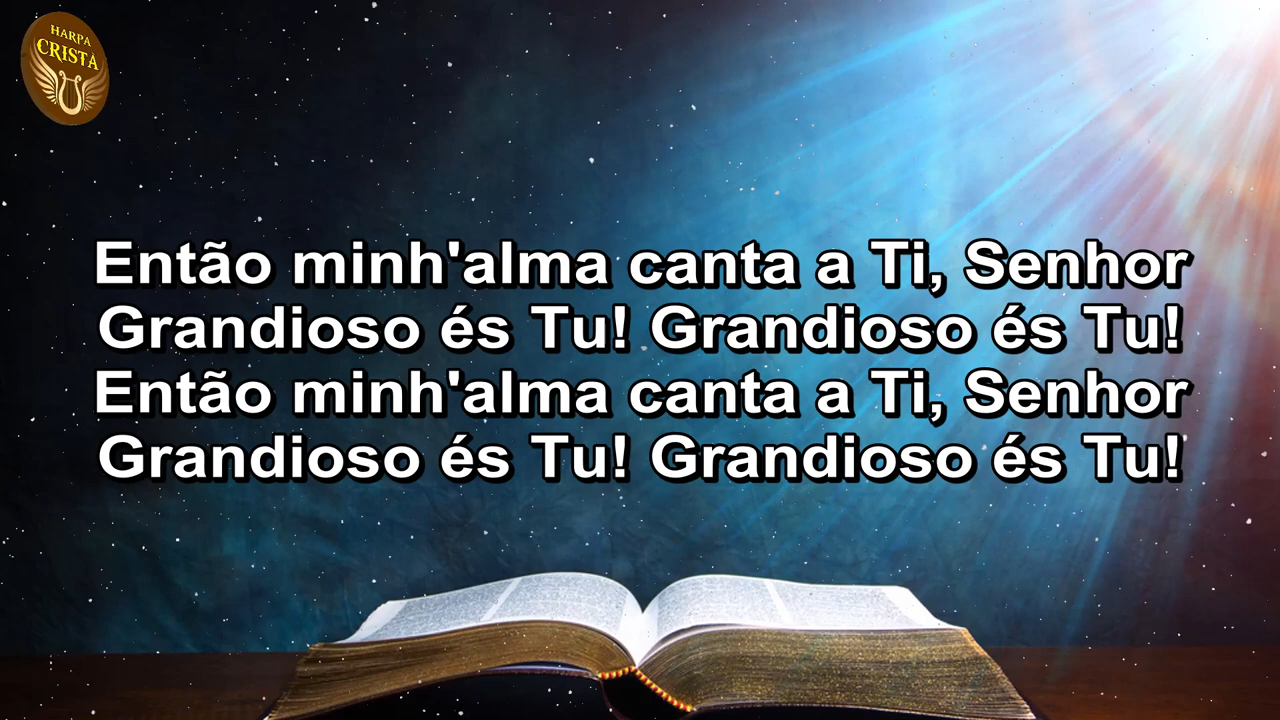 HARPA
CRISTA
Então minh'alma canta a Ti, Senhor
Grandioso és Tu! Grandioso és Tu!
Então minh'alma canta a Ti, Senhor
Grandioso és Tu! Grandioso és Tu!